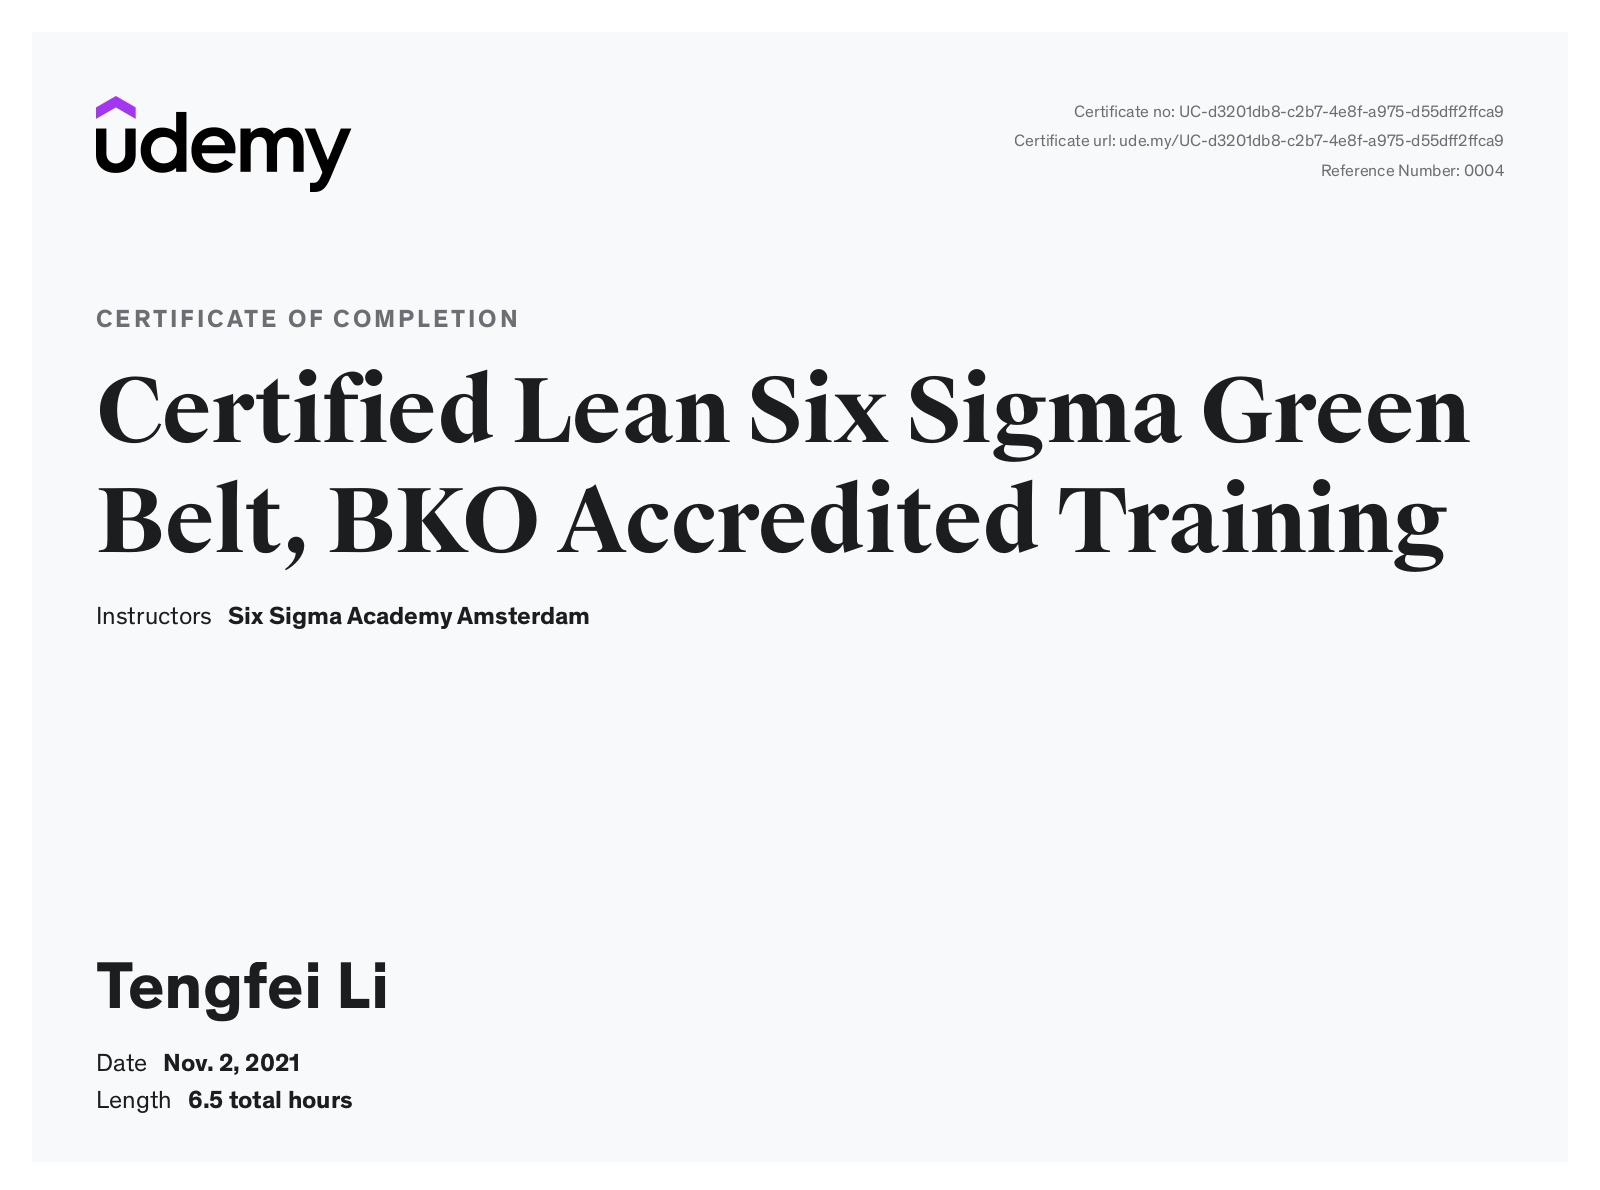 udemy
Certificate no: UC-d3201db8-c2b7-4e8f-a975-d55dff2ffca9
Certificate url: ude.my/UC-d3201db8-c2b7-4e8f-a975-d55dff2ffca9
Reference Number: 0004
CERTIFICATE OF COMPLETION
Certified Lean Six Sigma Green
Belt, BKO Accredited Training
Instructors Six Sigma Academy Amsterdam
Tengfei Li
Date Nov. 2, 2021
Length 6.5 total hours